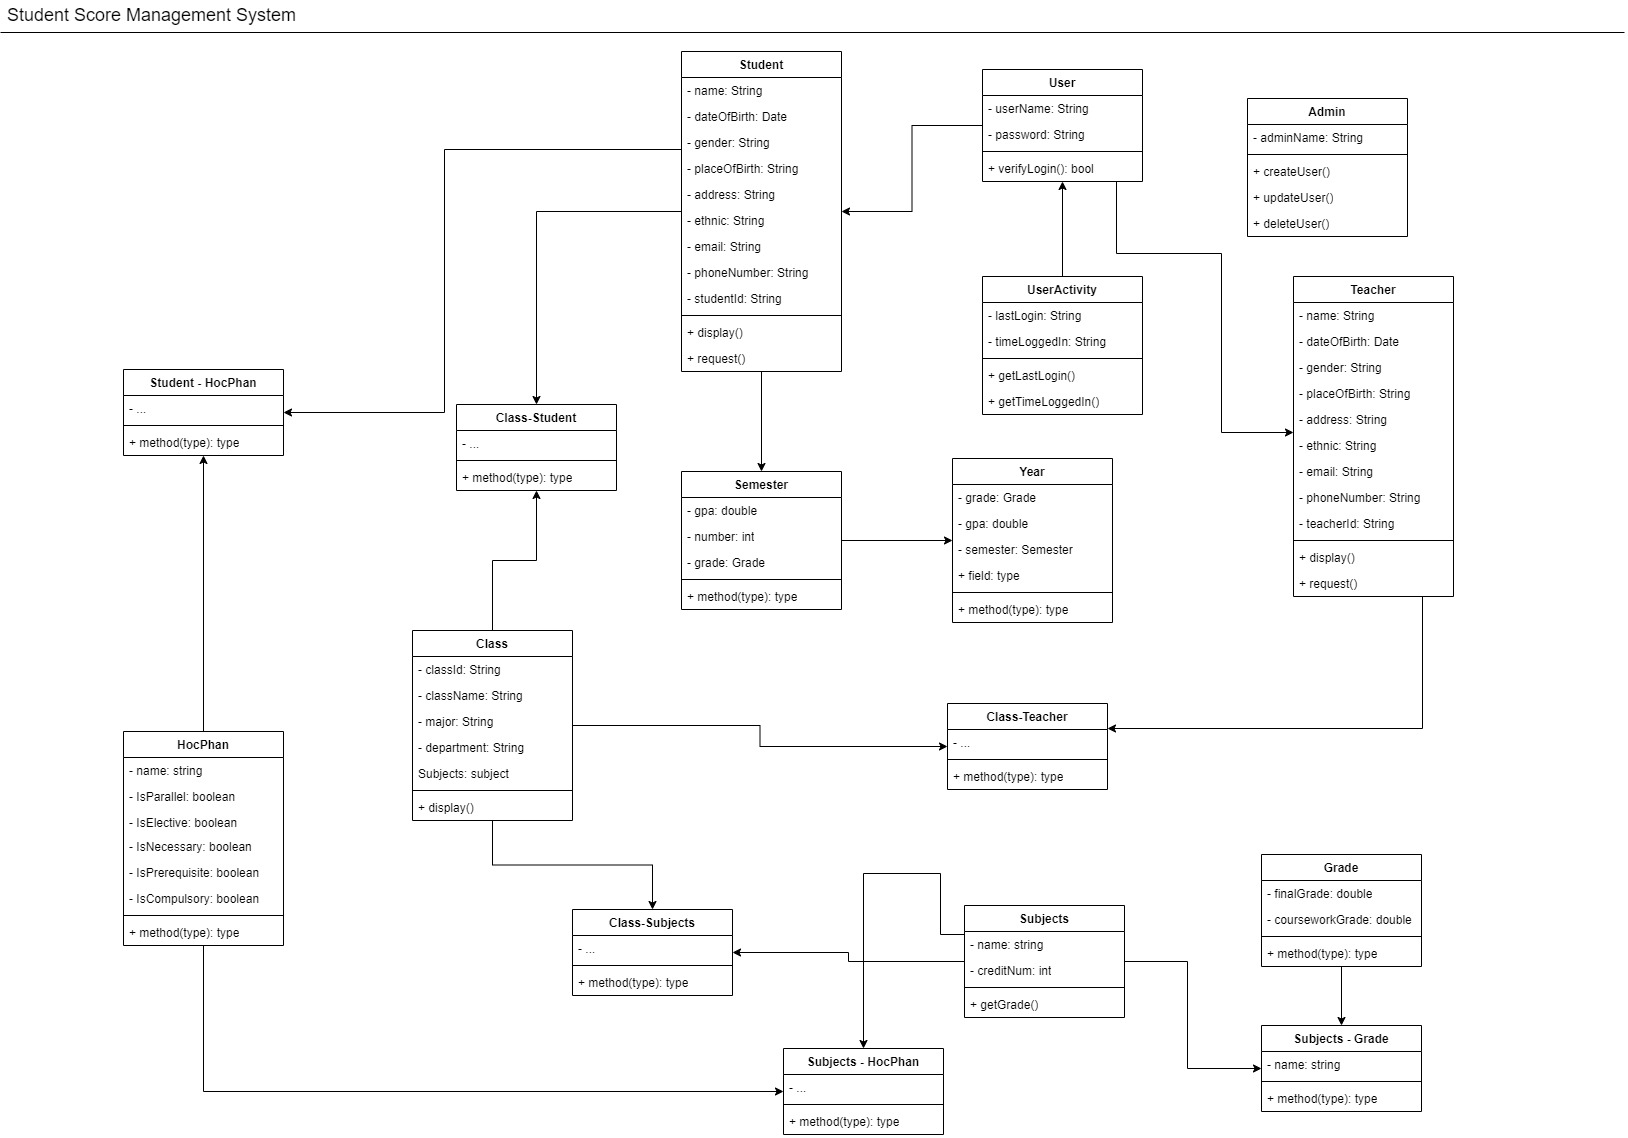 Student Score Management System
Student
- name: String
- dateOfBirth: Date
- gender: String
- placeOfBirth: String
- address: String
- ethnic: String
- email: String
- phoneNumber: String
- studentId: String
+ display()
+ request()
User
- userName: String
- password: String
+ verifyLogin(): bool
Admin
- adminName: String
+ createUser()
+ updateUser()
+ deleteUser()
UserActivity
- lastLogin: String
- timeLoggedIn: String
+ getLastLogin()
+ getTimeLoggedIn()
Teacher
- name: String
- dateOfBirth: Date
- gender: String
- placeOfBirth: String
- address: String
- ethnic: String
- email: String
- phoneNumber: String
- teacherId: String
+ display()
+ request()
Student - HocPhan
- ...
+ method(type): type
Class-Student
- ...
+ method(type): type
Semester
- gpa: double
- number: int
- grade: Grade
+ method(type): type
Year
- grade: Grade
- gpa: double
- semester: Semester
+ field: type
+ method(type): type
Class
- classId: String
- className: String
- major: String
- department: String
Subjects: subject
+ display()
Class-Teacher
- ...
+ method(type): type
HocPhan
- name: string
- IsParallel: boolean
- IsElective: boolean
- IsNecessary: boolean
- IsPrerequisite: boolean
- IsCompulsory: boolean
+ method(type): type
Class-Subjects
- ...
+ method(type): type
Subjects
- name: string
- creditNum: int
+ getGrade()
Grade
- finalGrade: double
- courseworkGrade: double
+ method(type): type
Subjects - HocPhan
- ...
+ method(type): type
Subjects - Grade
- name: string
+ method(type): type